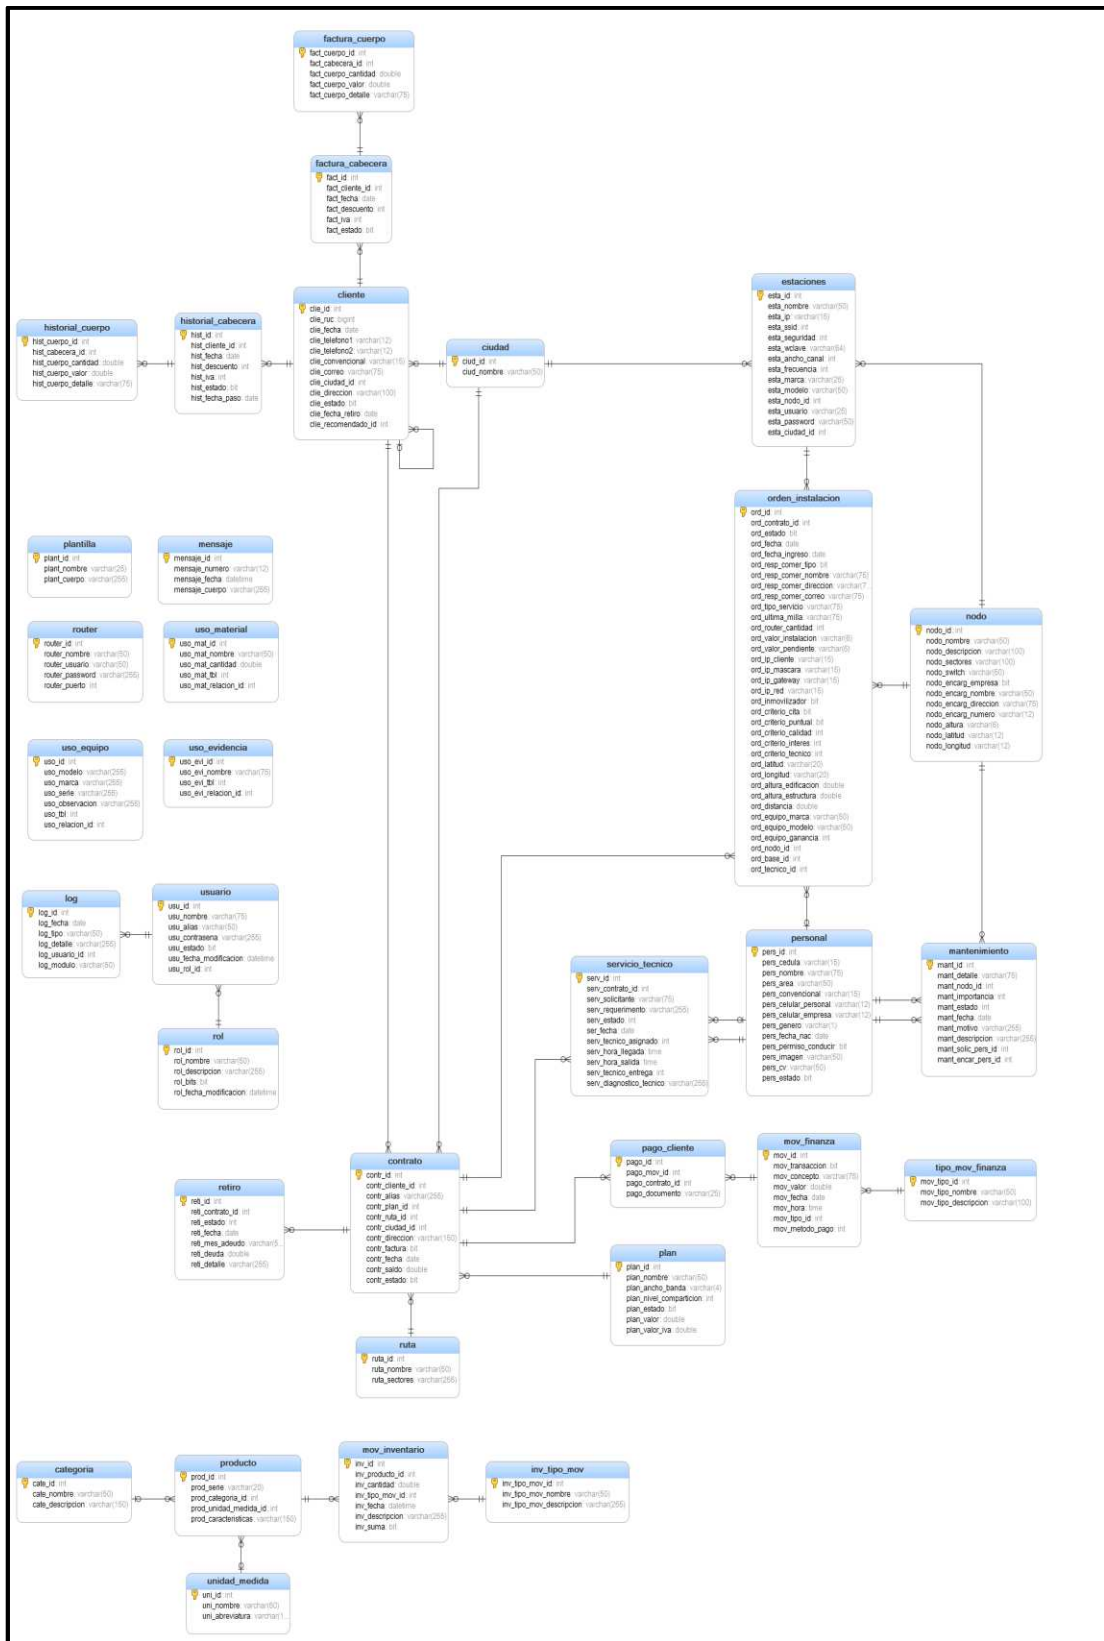 factura_cuerpo
fact_cuerpo_id int
fact_cabecera_id int
fact_cuerpo_cantidad double
fact_cuerpo_valor double
fact_cuerpo_detalle varchar(75)
factura_cabecera
fact_id int
fact_cliente_id int
fact_fecha date
fact_descuento int
fact_iva int
fact_estado bit
cliente
clie_id int
clie_ruc bigint
clie_fecha date
clie_telefono1 varchar(12)
clie_telefono2 varchar(12)
clie_convencional varchar(15)
clie_correo varchar(75)
clie_ciudad_id int
clie_direccion varchar(100)
clie_estado bit
clie_fecha_retiro date
clie_recomendado_id int
historial_cuerpo
hist_cuerpo_id int
hist_cabecera_id int
hist_cuerpo_cantidad double
hist_cuerpo_valor double
hist_cuerpo_detalle varchar(75)
historial_cabecera
hist_id int
hist_cliente_id int
hist_fecha date
hist_descuento int
hist_iva int
hist_estado bit
hist_fecha_paso date
ciudad
ciud_id int
ciud_nombre varchar(50)
estaciones
esta_id int
esta_nombre varchar(50)
esta_ip varchar(15)
esta_ssid int
esta_seguridad int
esta_wclave varchar(64)
esta_ancho_canal int
esta_frecuencia int
esta_marca varchar(25)
esta_modelo varchar(50)
esta_nodo_id int
esta_usuario varchar(25)
esta_password varchar(50)
esta_ciudad_id int
orden_instalacion
ord_id int
ord_contrato_id int
ord_estado bit
ord_fecha date
ord_fecha_ingreso date
ord_resp_comer_tipo bit
ord_resp_comer_nombre varchar(75)
ord_resp_comer_direccion varchar(7...
ord_resp_comer_correo varchar(75)
ord_tipo_servicio varchar(75)
ord_ultima_milla varchar(75)
ord_router_cantidad int
ord_valor_instalacion varchar(6)
ord_valor_pendiente varchar(6)
ord_ip_cliente varchar(15)
ord_ip_mascara varchar(15)
ord_ip_gateway varchar(15)
ord_ip_red varchar(15)
ord_inmovilizador bit
ord_criterio_cita bit
ord_criterio_puntual bit
ord_criterio_calidad int
ord_criterio_interes int
ord_criterio_tecnico int
ord_latitud varchar(20)
ord_longitud varchar(20)
ord_altura_edificacion double
ord_altura_estructura double
ord_distancia double
ord_equipo_marca varchar(50)
ord_equipo_modelo varchar(50)
ord_equipo_ganancia int
ord_nodo_id int
ord_base_id int
ord_tecnico_id int
nodo
nodo_id int
nodo_nombre varchar(50)
nodo_descripcion varchar(100)
nodo_sectores varchar(100)
nodo_switch varchar(50)
nodo_encarg_empresa bit
nodo_encarg_nombre varchar(50)
nodo_encarg_direccion varchar(75)
nodo_encarg_numero varchar(12)
nodo_altura varchar(6)
nodo_latitud varchar(12)
nodo_longitud varchar(12)
plantilla
plant_id int
plant_nombre varchar(25)
plant_cuerpo varchar(255)
mensaje
mensaje_id int
mensaje_numero varchar(12)
mensaje_fecha datetime
mensaje_cuerpo varchar(255)
router
router_id int
router_nombre varchar(50)
router_usuario varchar(50)
router_password varchar(255)
router_puerto int
uso_material
uso_mat_id int
uso_mat_nombre varchar(50)
uso_mat_cantidad double
uso_mat_tbl int
uso_mat_relacion_id int
uso_equipo
uso_id int
uso_modelo varchar(255)
uso_marca varchar(255)
uso_serie varchar(255)
uso_observacion varchar(255)
uso_tbl int
uso_relacion_id int
uso_evidencia
uso_evi_id int
uso_evi_nombre varchar(75)
uso_evi_tbl int
uso_evi_relacion_id int
log
log_id int
log_fecha date
log_tipo varchar(50)
log_detalle varchar(255)
log_usuario_id int
log_modulo varchar(50)
usuario
usu_id int
usu_nombre varchar(75)
usu_alias varchar(50)
usu_contrasena varchar(255)
usu_estado bit
usu_fecha_modificacion datetime
usu_rol_id int
rol
rol_id int
rol_nombre varchar(50)
rol_descripcion varchar(255)
rol_bits bit
rol_fecha_modificacion datetime
servicio_tecnico
serv_id int
serv_contrato_id int
serv_solicitante varchar(75)
serv_requerimento varchar(255)
serv_estado int
ser_fecha date
serv_tecnico_asignado int
serv_hora_llegada time
serv_hora_salida time
serv_tecnico_entrega int
serv_diagnostico_tecnico varchar(255)
personal
pers_id int
pers_cedula varchar(15)
pers_nombre varchar(75)
pers_area varchar(50)
pers_convencional varchar(15)
pers_celular_personal varchar(12)
pers_celular_empresa varchar(12)
pers_genero varchar(1)
pers_fecha_nac date
pers_permiso_conducir bit
pers_imagen varchar(50)
pers_cv varchar(50)
pers_estado bit
mantenimiento
mant_id int
mant_detalle varchar(75)
mant_nodo_id int
mant_importancia int
mant_estado int
mant_fecha date
mant_motivo varchar(255)
mant_descripcion varchar(255)
mant_solic_pers_id int
mant_encar_pers_id int
retiro
reti_id int
reti_contrato_id int
reti_estado int
reti_fecha date
reti_mes_adeudo varchar(5...
reti_deuda double
reti_detalle varchar(255)
contrato
contr_id int
contr_cliente_id int
contr_alias varchar(255)
contr_plan_id int
contr_ruta_id int
contr_ciudad_id int
contr_direccion varchar(150)
contr_factura bit
contr_fecha date
contr_saldo double
contr_estado bit
pago_cliente
pago_id int
pago_mov_id int
pago_contrato_id int
pago_documento varchar(25)
mov_finanza
mov_id int
mov_transaccion bit
mov_concepto varchar(75)
mov_valor double
mov_fecha date
mov_hora time
mov_tipo_id int
mov_metodo_pago int
tipo_mov_finanza
mov_tipo_id int
mov_tipo_nombre varchar(50)
mov_tipo_descripcion varchar(100)
plan
plan_id int
plan_nombre varchar(50)
plan_ancho_banda varchar(4)
plan_nivel_comparticion int
plan_estado bit
plan_valor double
plan_valor_iva double
ruta
ruta_id int
ruta_nombre varchar(50)
ruta_sectores varchar(255)
categoria
cate_id int
cate_nombre varchar(50)
cate_descripcion varchar(150)
producto
prod_id int
prod_serie varchar(20)
prod_categoria_id int
prod_unidad_medida_id int
prod_caracteristicas varchar(150)
mov_inventario
inv_id int
inv_producto_id int
inv_cantidad double
inv_tipo_mov_id int
inv_fecha datetime
inv_descripcion varchar(255)
inv_suma bit
inv_tipo_mov
inv_tipo_mov_id int
inv_tipo_mov_nombre varchar(50)
inv_tipo_mov_descripcion varchar(255)
unidad_medida
uni_id int
uni_nombre varchar(50)
uni_abreviatura varchar(1...